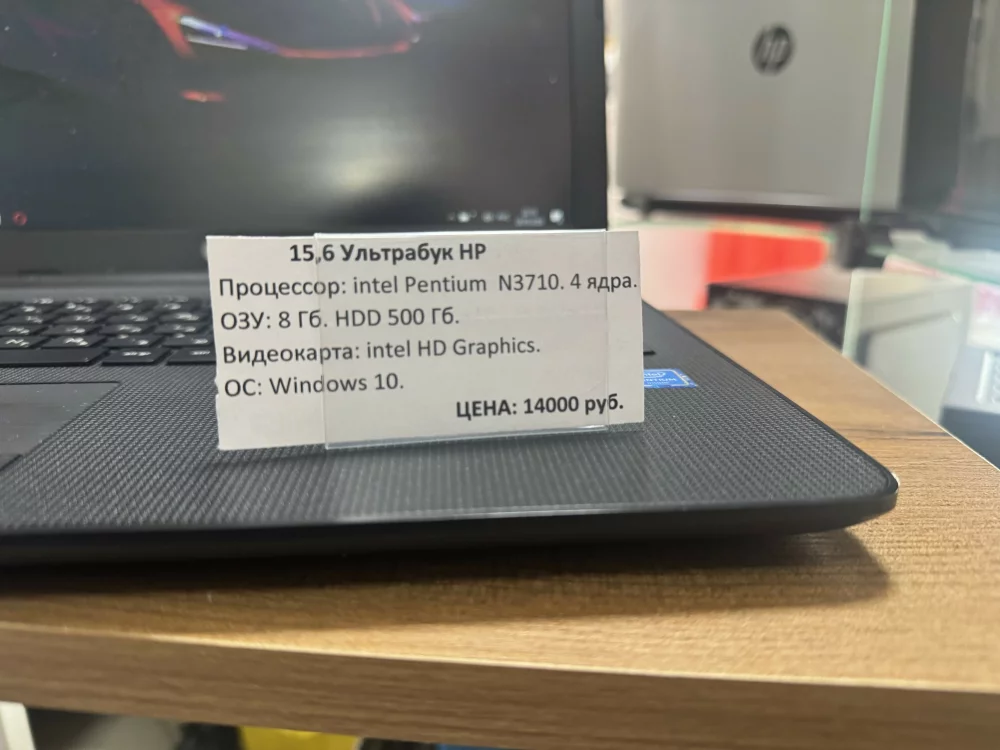 hp
15,6 Ультрабук HP
Процессор: intel Pentium N3710. 4 ядра.
ОЗУ: 8 Гб. HDD 500 Гб.
Видеокарта: intel HD Graphics.
ОС: Windows 10.
ЦЕНА: 14000 руб.